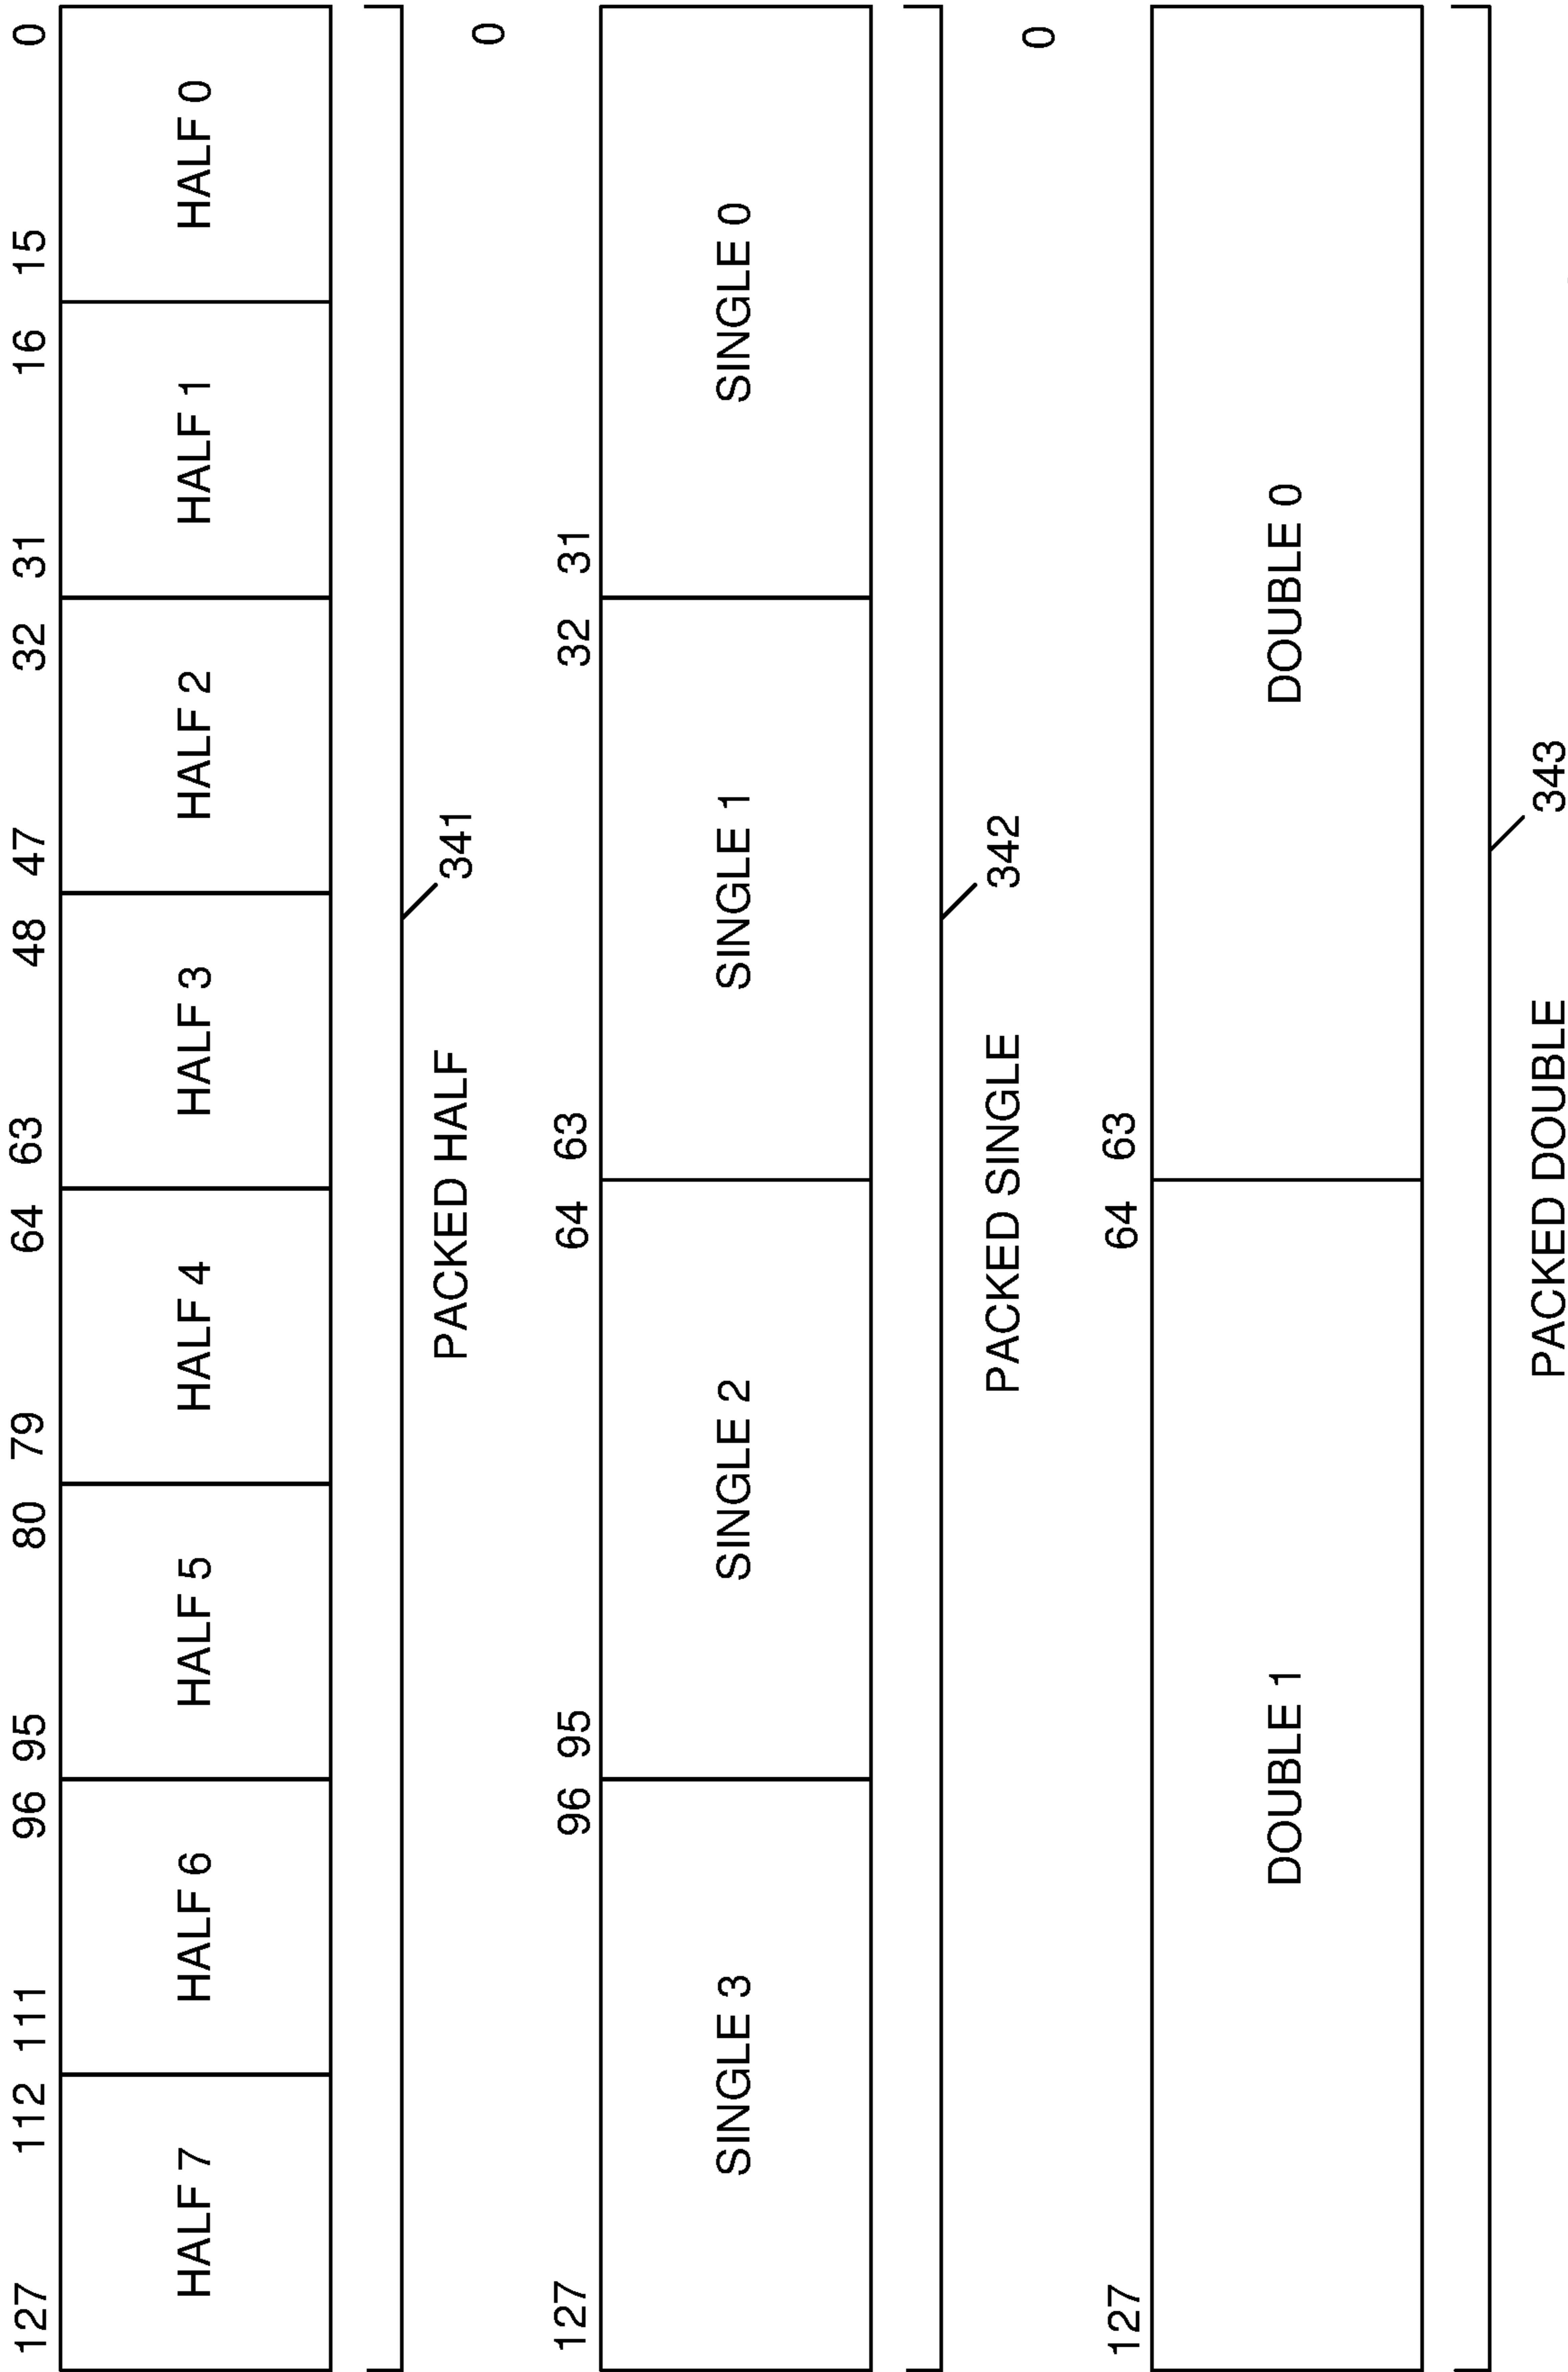 127 112 111 96 95 80 79 64 63 48 47 32 31 16 15 0
HALF 7 HALF 6 HALF 5 HALF 4 HALF 3 HALF 2 HALF 1 HALF 0
PACKED HALF 341
127 96 95 64 63 32 31 0
SINGLE 3 SINGLE 2 SINGLE 1 SINGLE 0
PACKED SINGLE 342
127 64 63 0
DOUBLE 1 DOUBLE 0
PACKED DOUBLE 343